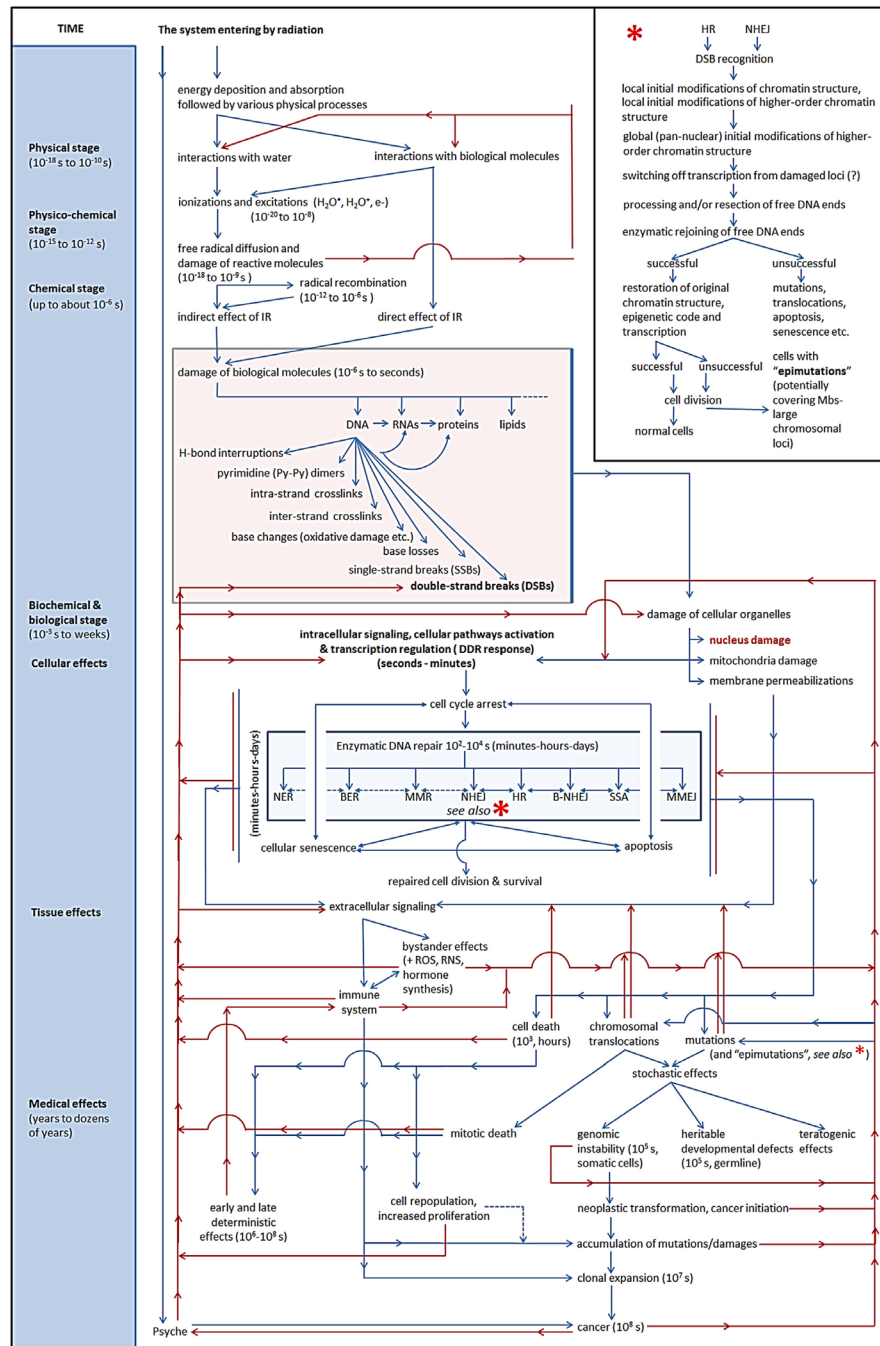 TIME
The system entering by radiation
energy deposition and absorption
followed by various physical processes
Physical stage
(10⁻¹⁸ s to 10⁻¹⁰ s)
interactions with water
interactions with biological molecules
ionizations and excitations (H₂O•, H₂O⁺, e-)
(10⁻²⁰ to 10⁻⁸)
Physico-chemical
stage
(10⁻¹⁵ to 10⁻¹² s)
free radical diffusion and
damage of reactive molecules
(10⁻¹⁸ to 10⁻⁹ s)
radical recombination
(10⁻¹² to 10⁻⁶ s)
Chemical stage
(up to about 10⁻⁶ s)
indirect effect of IR
direct effect of IR
*
HR
NHEJ
DSB recognition
local initial modifications of chromatin structure,
local initial modifications of higher-order chromatin
structure
global (pan-nuclear) initial modifications of higher-
order chromatin structure
switching off transcription from damaged loci (?)
processing and/or resection of free DNA ends
enzymatic rejoining of free DNA ends
successful
unsuccessful
restoration of original
chromatin structure,
epigenetic code and
transcription
mutations,
translocations,
apoptosis,
senescence etc.
successful
unsuccessful
cell division
normal cells
cells with
"epimutations"
(potentially
covering Mbs-
large
chromosomal
loci)
damage of biological molecules (10⁻⁶ s to seconds)
DNA
RNAs
proteins
lipids
H-bond interruptions
pyrimidine (Py-Py) dimers
intra-strand crosslinks
inter-strand crosslinks
base changes (oxidative damage etc.)
base losses
single-strand breaks (SSBs)
double-strand breaks (DSBs)
Biochemical &
biological stage
(10⁻³ s to weeks)
Cellular effects
damage of cellular organelles
nucleus damage
mitochondria damage
membrane permeabilizations
intracellular signaling, cellular pathways activation
& transcription regulation ( DDR response)
(seconds - minutes)
cell cycle arrest
(minutes-hour s-days)
Enzymatic DNA repair 10²-10⁴ s (minutes-hours-days)
NER
BER
MMR
NHEJ
HR
B-NHEJ
SSA
MMEJ
see also *
cellular senescence
apoptosis
repaired cell division & survival
Tissue effects
extracellular signaling
bystander effects
(+ ROS, RNS,
hormone
synthesis)
immune
system
cell death
(10³, hours)
chromosomal
translocations
mutations
(and "epimutations", see also *)
stochastic effects
Medical effects
(years to dozens
of years)
mitotic death
genomic
instability (10⁵ s,
somatic cells)
heritable
developmental defects
(10⁵ s, germline)
teratogenic
effects
early and late
deterministic
effects (10⁶-10⁸ s)
cell repopulation,
increased proliferation
neoplastic transformation, cancer initiation
accumulation of mutations/damages
clonal expansion (10⁷ s)
Psyche
cancer (10⁸ s)